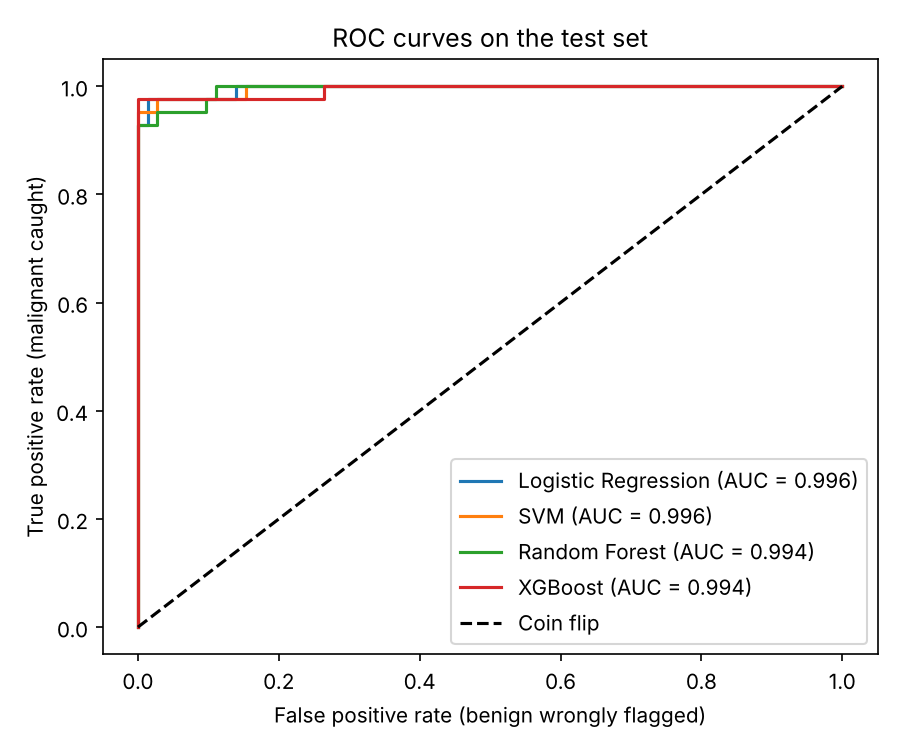 ROC curves on the test set
True positive rate (malignant caught)
1.0
0.8
0.6
0.4
0.2
0.0
Logistic Regression (AUC = 0.996)
SVM (AUC = 0.996)
Random Forest (AUC = 0.994)
XGBoost (AUC = 0.994)
Coin flip
0.0 0.2 0.4 0.6 0.8 1.0
False positive rate (benign wrongly flagged)